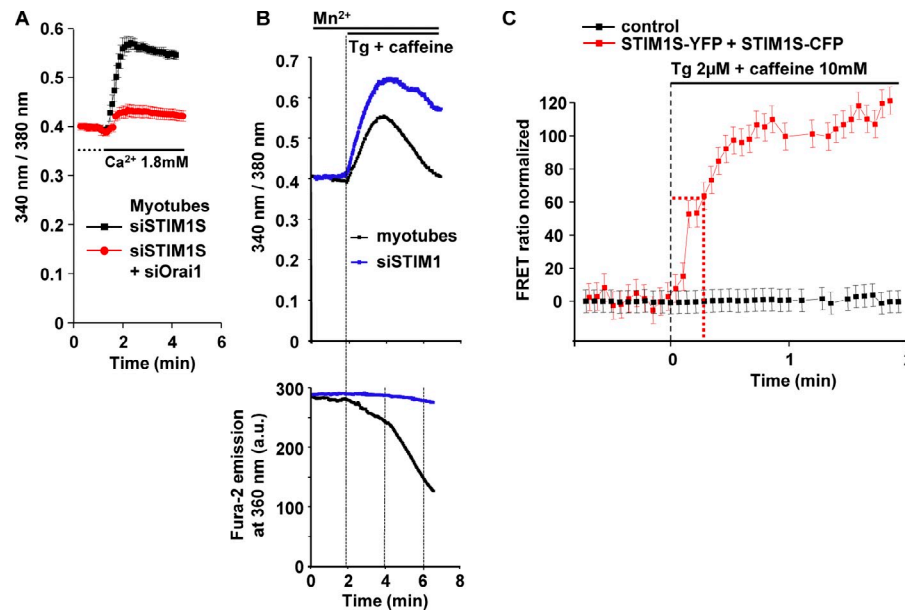 A
0.6
0.5
0.4
0.3
0.2
0.1
0
340 nm / 380 nm
Ca²⁺ 1.8mM
Myotubes
siSTIM1S
siSTIM1S
+ siOrai1
0 2 4 6
Time (min)
B
Mn²⁺
Tg + caffeine
0.7
0.6
0.5
0.4
0.3
0.2
0.1
0
340 nm / 380 nm
myotubes
siSTIM1
300
200
100
0
Fura-2 emission
at 360 nm (a.u.)
0 2 4 6 8
Time (min)
C
control
STIM1S-YFP + STIM1S-CFP
Tg 2µM + caffeine 10mM
120
100
80
60
40
20
0
FRET ratio normalized
0 1
Time (min)